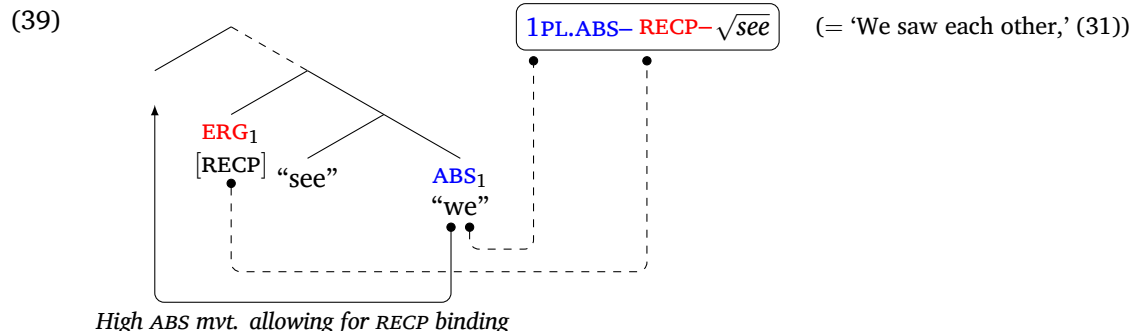 (39) 1PL.ABS– RECP– √see (= ‘We saw each other,’ (31))
ERG₁
[RECP] “see” ABS₁
“we”
High ABS mvt. allowing for RECP binding